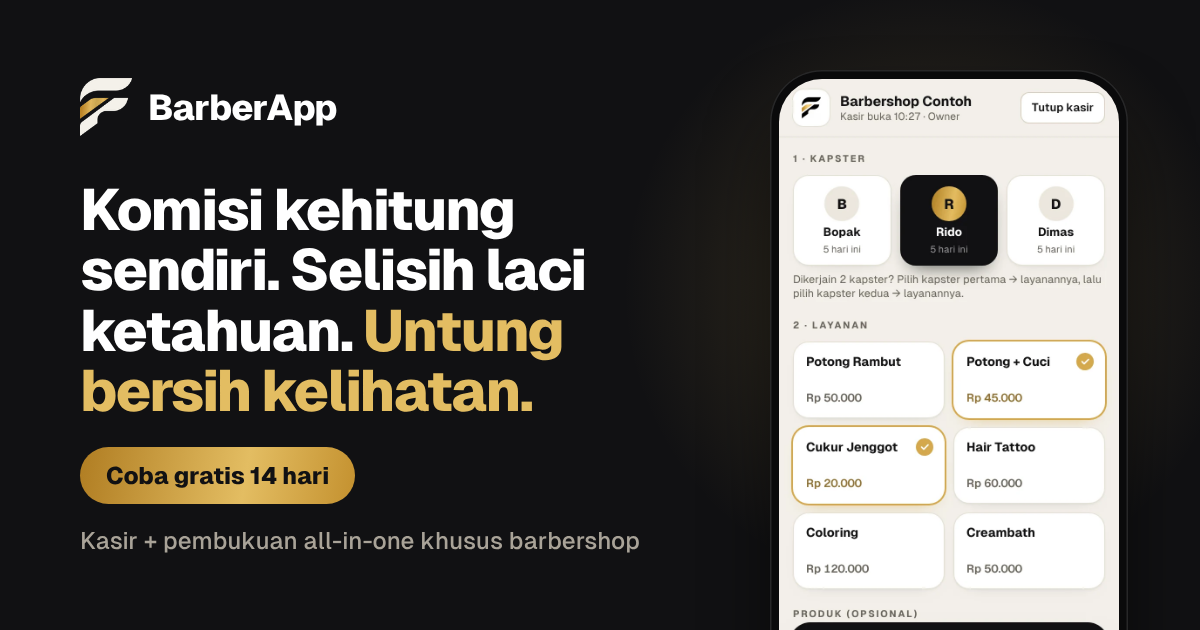 BarberApp
Komisi kehitung
sendiri. Selisih laci
ketahuan. Untung
bersih kelihatan.
Coba gratis 14 hari
Kasir + pembukuan all-in-one khusus barbershop
Barbershop Contoh
Kasir buka 10:27 · Owner
Tutup kasir
1 · KAPSTER
B
Bopak
5 hari ini
R
Rido
5 hari ini
D
Dimas
5 hari ini
Dikerjain 2 kapster? Pilih kapster pertama → layanannya, lalu
pilih kapster kedua → layanannya.
2 · LAYANAN
Potong Rambut
Rp 50.000
Potong + Cuci
Rp 45.000
Cukur Jenggot
Rp 20.000
Hair Tattoo
Rp 60.000
Coloring
Rp 120.000
Creambath
Rp 50.000
PRODUK (OPSIONAL)